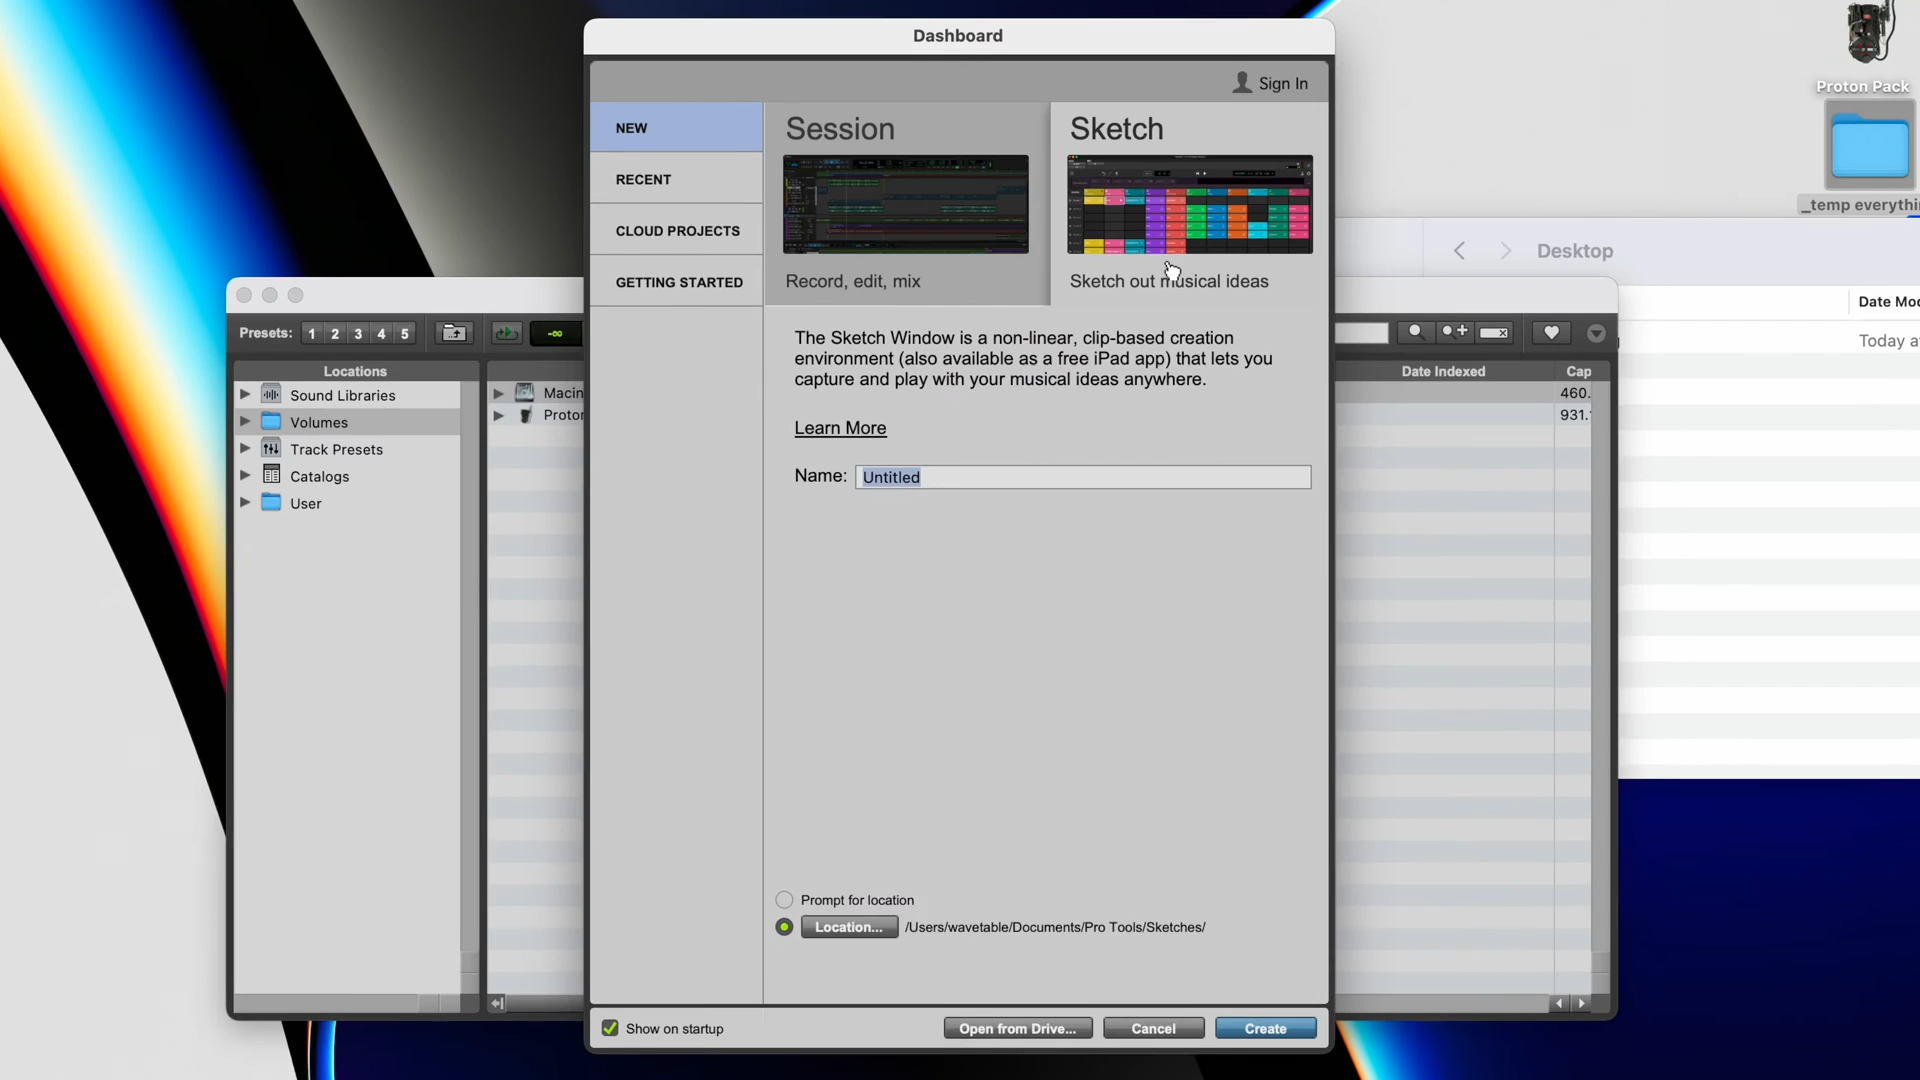 Dashboard
Sign In
Proton Pack
_temp everythin
NEW
RECENT
CLOUD PROJECTS
GETTING STARTED
Session
Record, edit, mix
Sketch
Sketch out musical ideas
Desktop
Date Mod
Today a
Presets: 1 2 3 4 5
-∞
Locations
Sound Libraries
Volumes
Track Presets
Catalogs
User
Macin
Proton
Date Indexed
Cap
460.
931.
The Sketch Window is a non-linear, clip-based creation
environment (also available as a free iPad app) that lets you
capture and play with your musical ideas anywhere.
Learn More
Name: Untitled
Prompt for location
Location... /Users/wavetable/Documents/Pro Tools/Sketches/
Show on startup
Open from Drive...
Cancel
Create